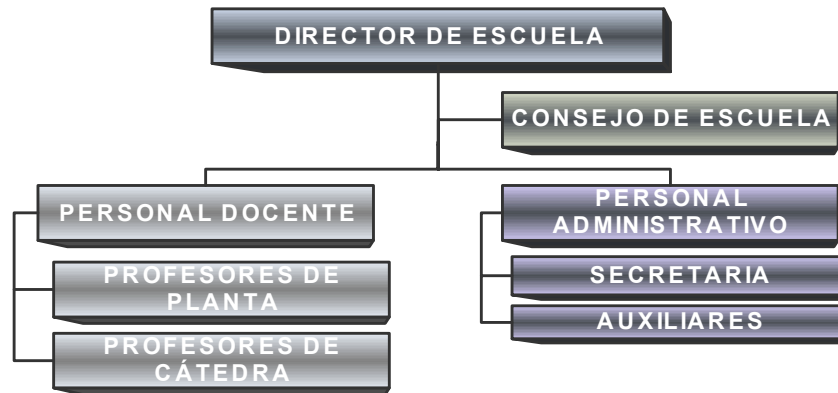 DIRECTOR DE ESCUELA
CONSEJO DE ESCUELA
PERSONAL DOCENTE
PROFESORES DE
PLANTA
PROFESORES DE
CÁTEDRA
PERSONAL
ADMINISTRATIVO
SECRETARIA
AUXILIARES